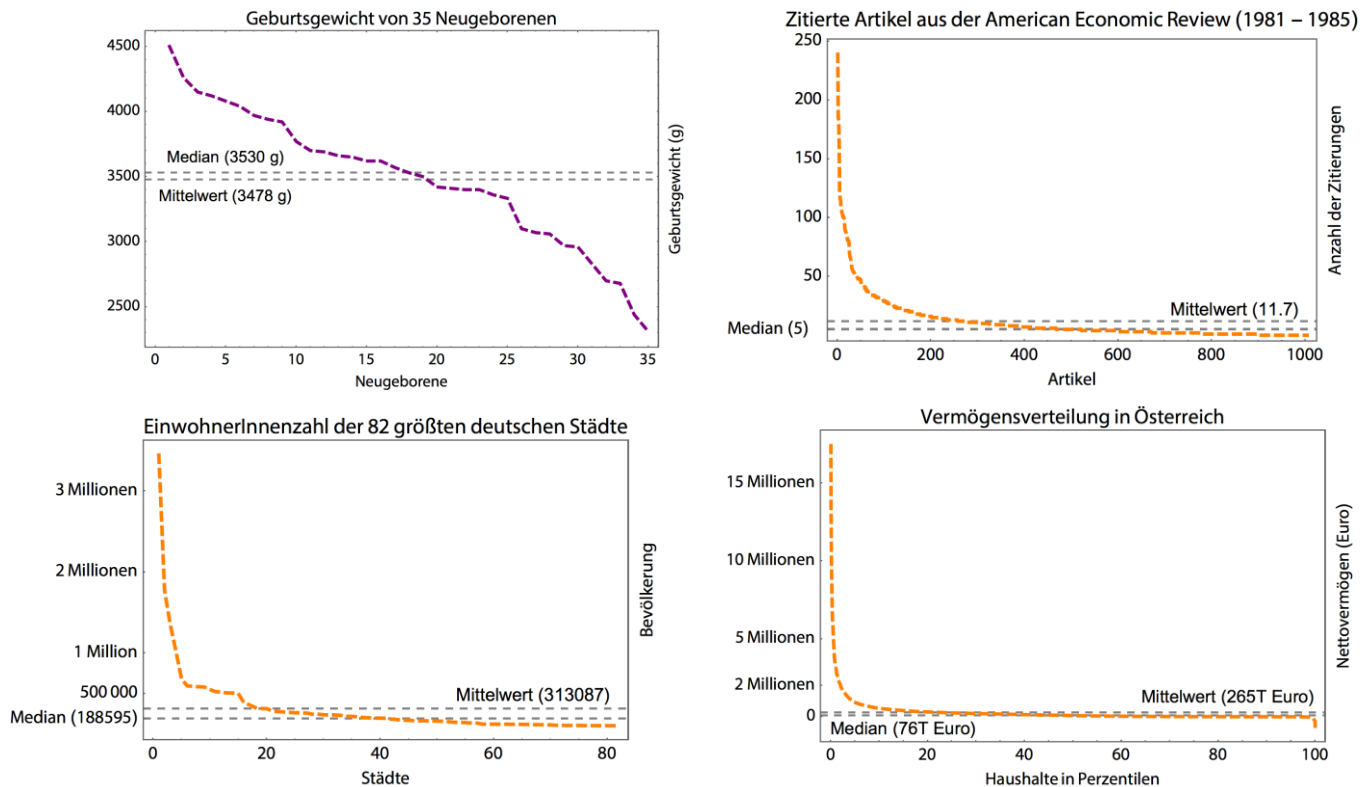 Geburtsgewicht von 35 Neugeborenen
4500
4000
3500
3000
2500
Median (3530 g)
Mittelwert (3478 g)
Geburtsgewicht (g)
0 5 10 15 20 25 30 35
Neugeborene
Zitierte Artikel aus der American Economic Review (1981 – 1985)
250
200
150
100
50
Median (5)
Mittelwert (11.7)
Anzahl der Zitierungen
0 200 400 600 800 1000
Artikel
EinwohnerInnenzahl der 82 größten deutschen Städte
3 Millionen
2 Millionen
1 Million
500 000
Median (188595)
Mittelwert (313087)
Bevölkerung
0 20 40 60 80
Städte
Vermögensverteilung in Österreich
15 Millionen
10 Millionen
5 Millionen
2 Millionen
0
Mittelwert (265T Euro)
Median (76T Euro)
Nettovermögen (Euro)
0 20 40 60 80 100
Haushalte in Perzentilen